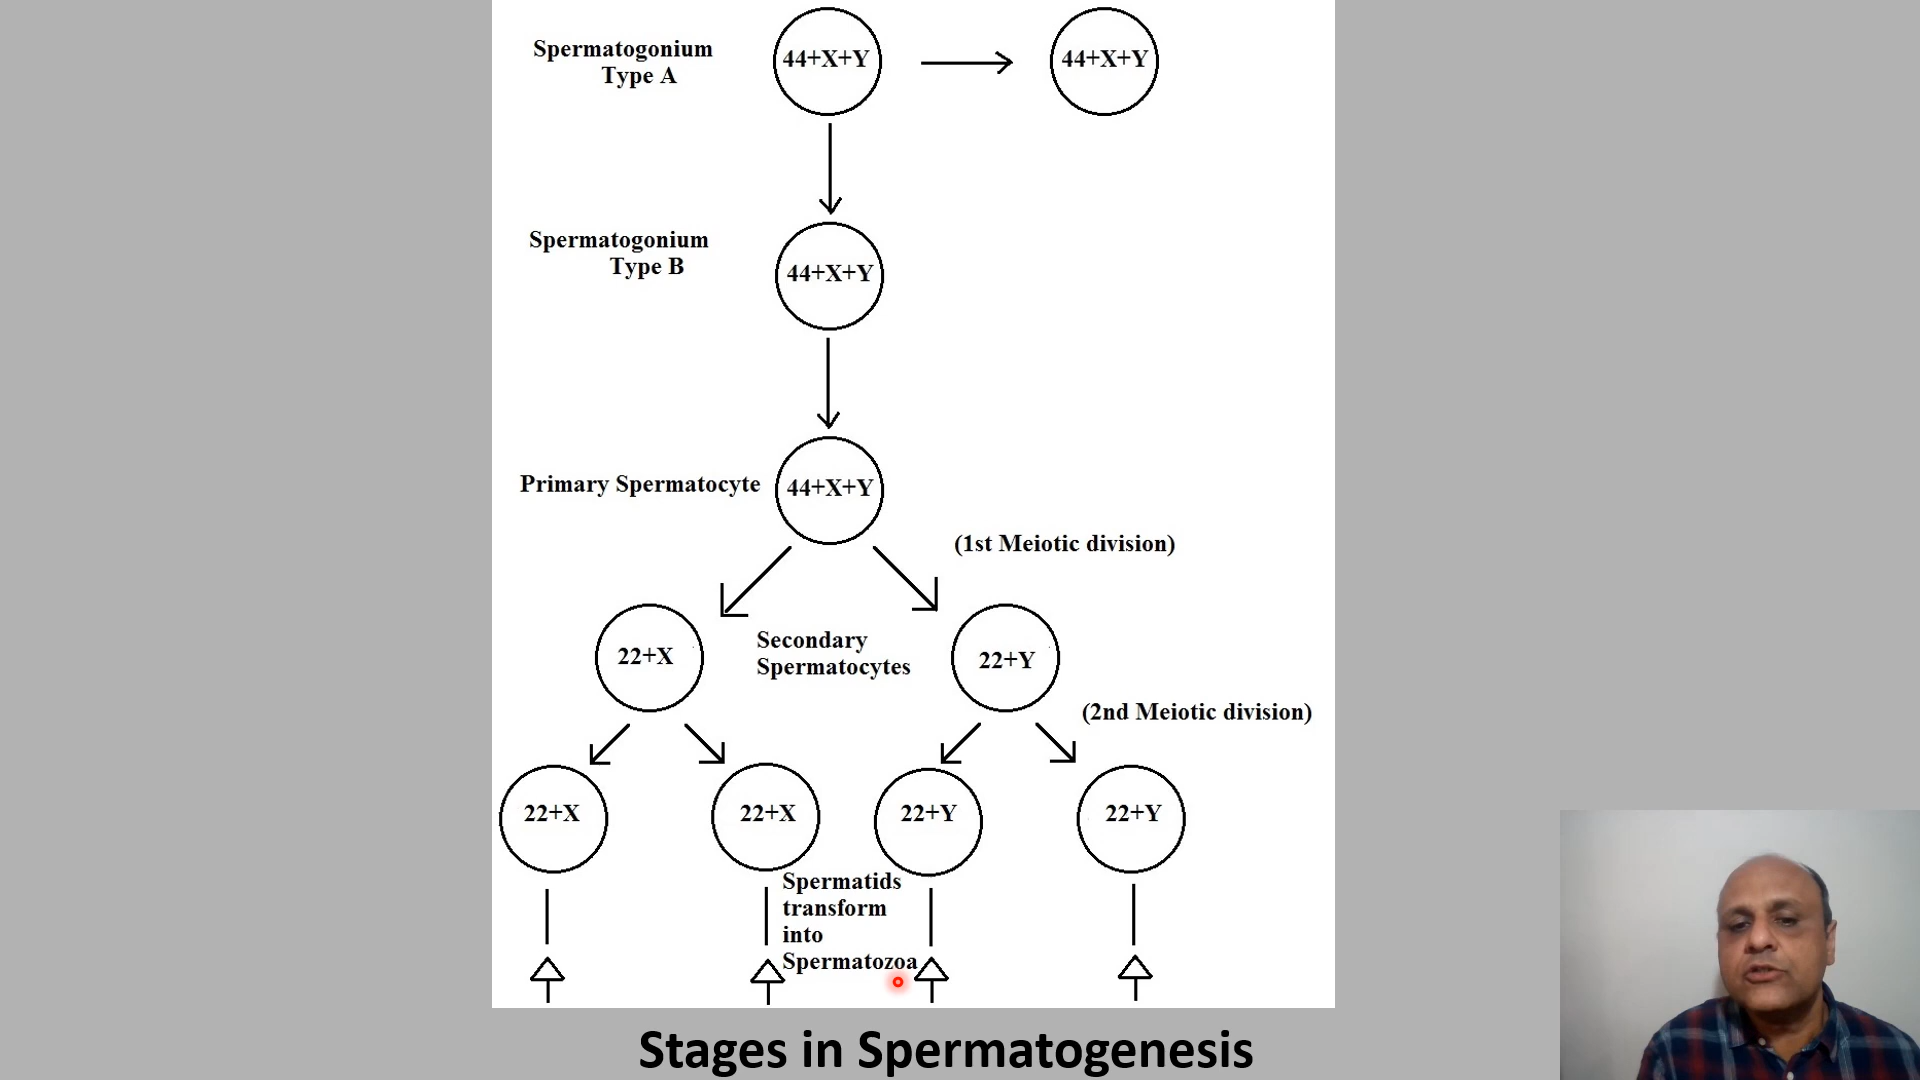 Spermatogonium
Type A
44+X+Y
44+X+Y
Spermatogonium
Type B
44+X+Y
Primary Spermatocyte
44+X+Y
(1st Meiotic division)
22+X
Secondary
Spermatocytes
22+Y
(2nd Meiotic division)
22+X
22+X
22+Y
22+Y
Spermatids
transform
into
Spermatozoa
Stages in Spermatogenesis